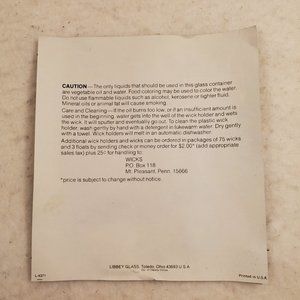 CAUTION — The only liquids that should be used in this glass container
are vegetable oil and water. Food coloring may be used to color the water.
Do not use flammable liquids such as alcohol, kerosene or lighter fluid.
Mineral oils or animal fat will cause smoking.
Care and Cleaning — If the oil burns too low, or if an insufficient amount is
used in the beginning, water gets into the well of the wick holder and wets
the wick. It will sputter and eventually go out. To clean the plastic wick
holder, wash gently by hand with a detergent in lukewarm water. Dry gently
with a towel. Wick holders will melt in an automatic dishwasher.
Additional wick holders and wicks can be ordered in packages of 75 wicks
and 3 floats by sending check or money order for $2.00* (add appropriate
sales tax) plus 25¢ for handling to:
WICKS
P.O. Box 118
Mt. Pleasant, Penn. 15666
*price is subject to change without notice.
LIBBEY GLASS, Toledo, Ohio 43693 U.S.A.
Printed in U.S.A.